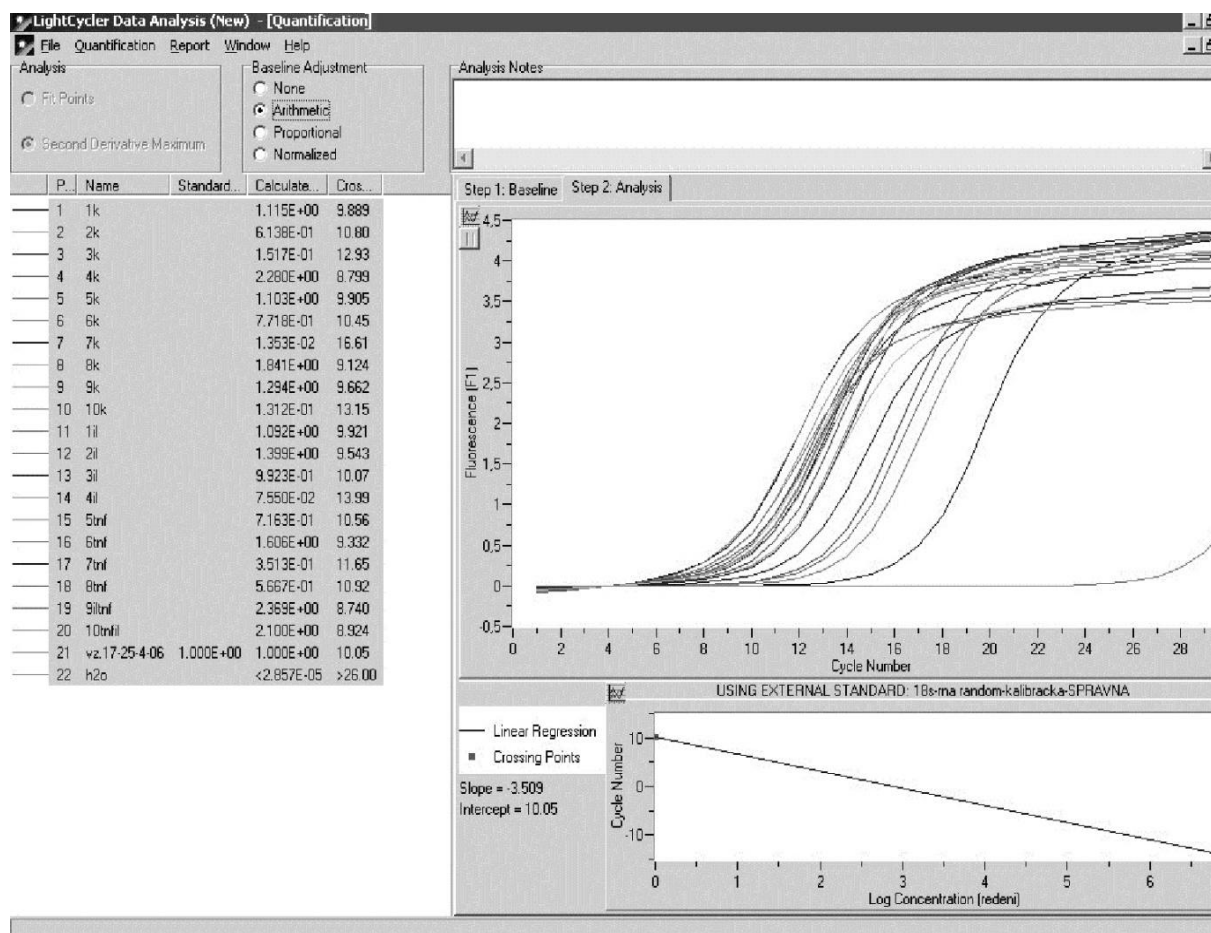 LightCycler Data Analysis (New) - [Quantification]
File Quantification Report Window Help
Analysis
Fit Points
Second Derivative Maximum
Baseline Adjustment
None
Arithmetic
Proportional
Normalized
Analysis Notes
P... Name Standard... Calculate... Cros...
1 1k 1.115E+00 9.889
2 2k 6.138E-01 10.80
3 3k 1.517E-01 12.93
4 4k 2.280E+00 8.799
5 5k 1.103E+00 9.905
6 6k 7.718E-01 10.45
7 7k 1.353E-02 16.61
8 8k 1.841E+00 9.124
9 9k 1.294E+00 9.662
10 10k 1.312E-01 13.15
11 1il 1.092E+00 9.921
12 2il 1.399E+00 9.543
13 3il 9.923E-01 10.07
14 4il 7.550E-02 13.99
15 5tnf 7.163E-01 10.56
16 6tnf 1.606E+00 9.332
17 7tnf 3.513E-01 11.65
18 8tnf 5.667E-01 10.92
19 9iltnf 2.369E+00 8.740
20 10tnfil 2.100E+00 8.924
21 vz.17-25-4-06 1.000E+00 1.000E+00 10.05
22 h2o <2.857E-05 >26.00
Step 1: Baseline Step 2: Analysis
4,5
4
3,5
3
2,5
2
1,5
1
0,5
0
-0,5
Fluorescence (F1)
0 2 4 6 8 10 12 14 16 18 20 22 24 26 28
Cycle Number
USING EXTERNAL STANDARD: 18s-rna random-kalibracka-SPRAVNA
Linear Regression
Crossing Points
Slope = -3.509
Intercept = 10.05
Cycle Number
10
0
-10
0 1 2 3 4 5 6
Log Concentration (redeni)